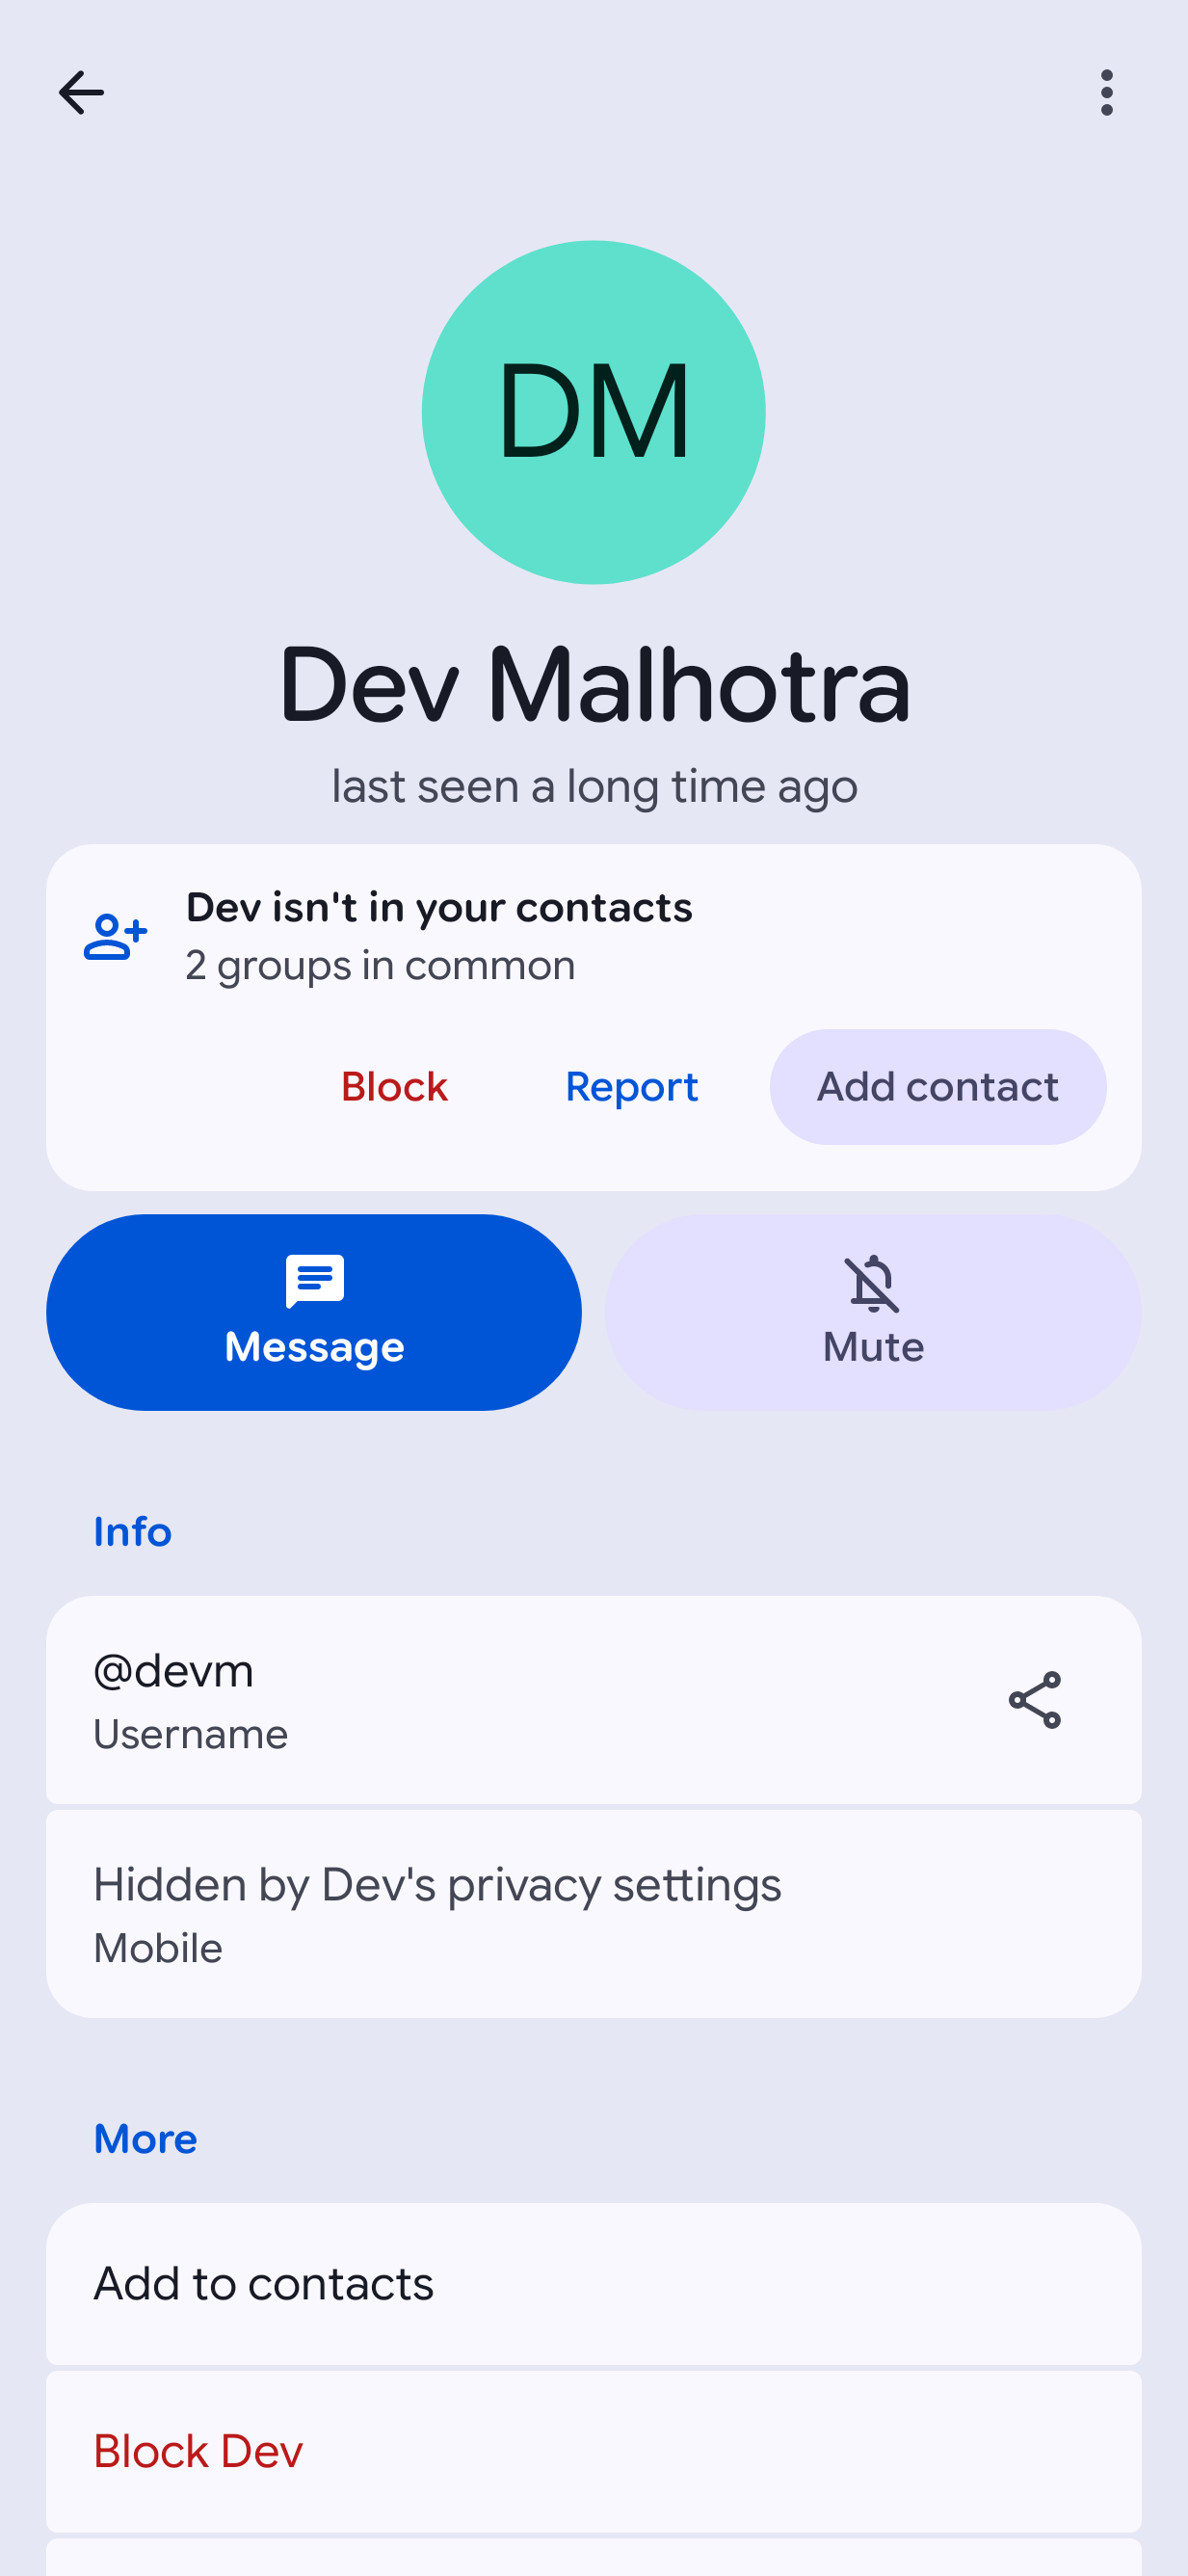 DM
Dev Malhotra
last seen a long time ago
Dev isn't in your contacts
2 groups in common
Block
Report
Add contact
Message
Mute
Info
@devm
Username
Hidden by Dev's privacy settings
Mobile
More
Add to contacts
Block Dev